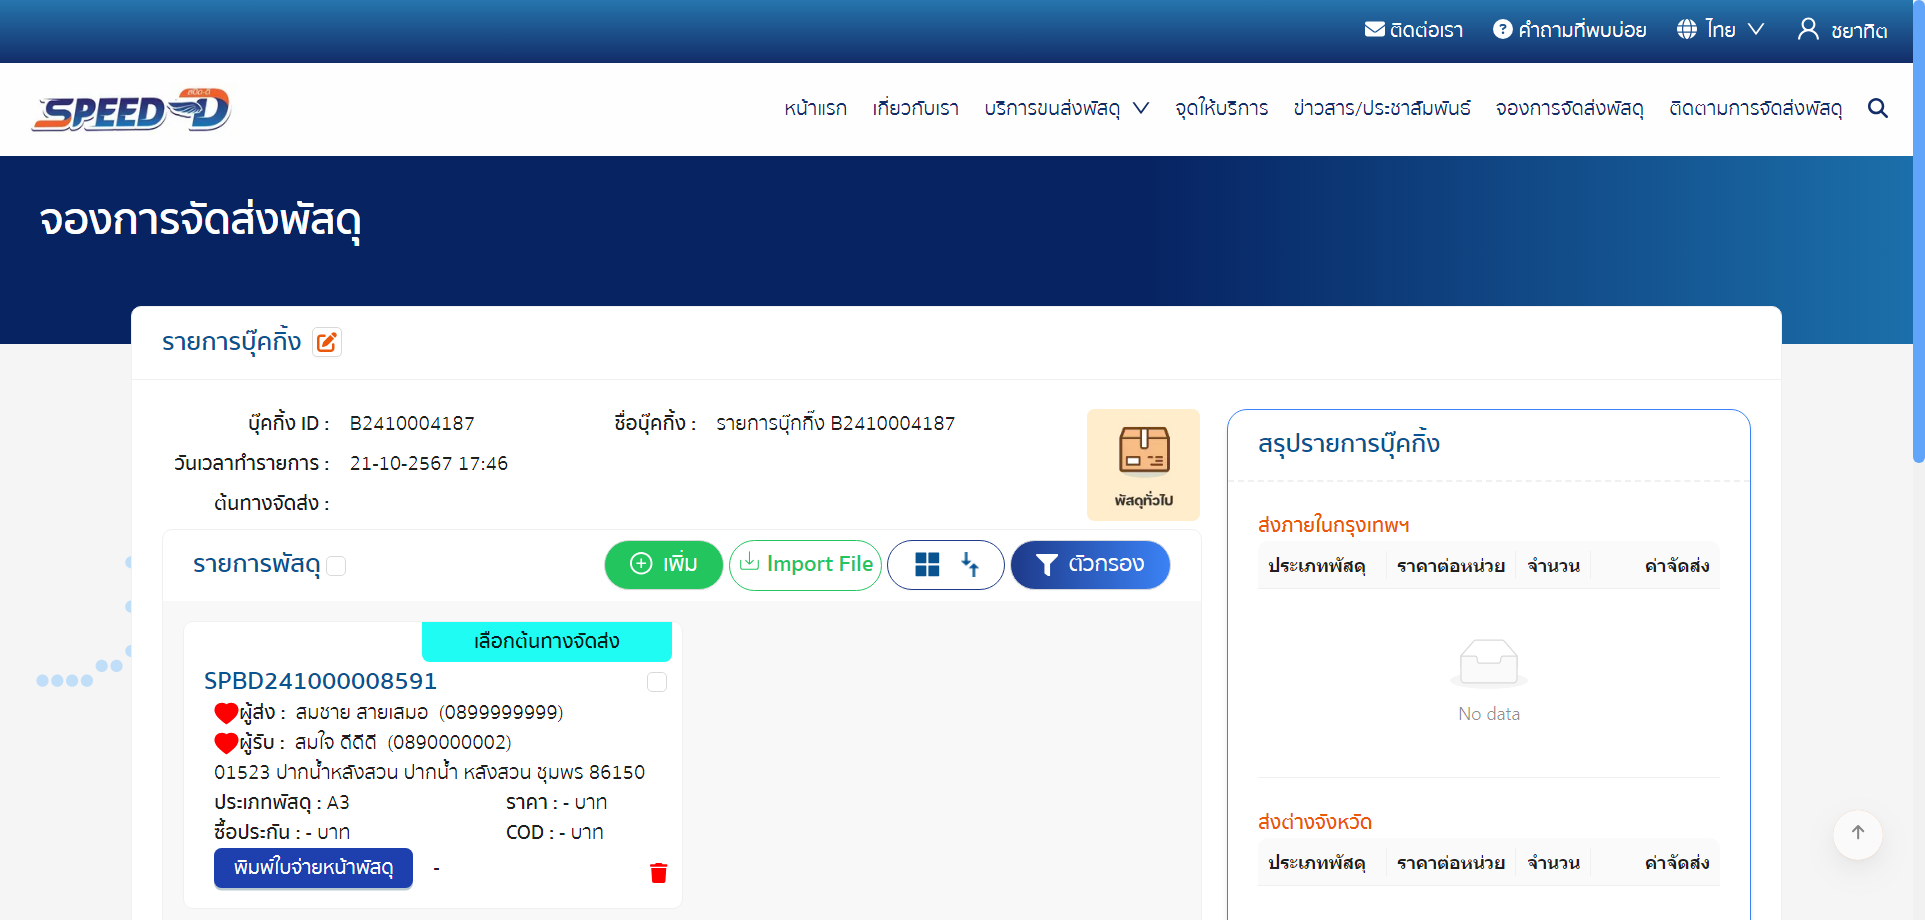 ติดต่อเรา คำถามที่พบบ่อย ไทย ชยาทิต
สปีด-ดี
SPEED D
หน้าแรก เกี่ยวกับเรา บริการขนส่งพัสดุ จุดให้บริการ ข่าวสาร/ประชาสัมพันธ์ จองการจัดส่งพัสดุ ติดตามการจัดส่งพัสดุ
จองการจัดส่งพัสดุ
รายการบุ๊คกิ้ง
บุ๊คกิ้ง ID : B2410004187 ชื่อบุ๊คกิ้ง : รายการบุ๊กกิ๊ง B2410004187
วันเวลาทำรายการ : 21-10-2567 17:46
ต้นทางจัดส่ง :
พัสดุทั่วไป
รายการพัสดุ เพิ่ม Import File ตัวกรอง
เลือกต้นทางจัดส่ง
SPBD241000008591
ผู้ส่ง : สมชาย สายเสมอ (0899999999)
ผู้รับ : สมใจ ดีดีดี (0890000002)
01523 ปากน้ำหลังสวน ปากน้ำ หลังสวน ชุมพร 86150
ประเภทพัสดุ : A3 ราคา : - บาท
ซื้อประกัน : - บาท COD : - บาท
พิมพ์ใบจ่ายหน้าพัสดุ -
สรุปรายการบุ๊คกิ้ง
ส่งภายในกรุงเทพฯ
ประเภทพัสดุ ราคาต่อหน่วย จำนวน ค่าจัดส่ง
No data
ส่งต่างจังหวัด
ประเภทพัสดุ ราคาต่อหน่วย จำนวน ค่าจัดส่ง